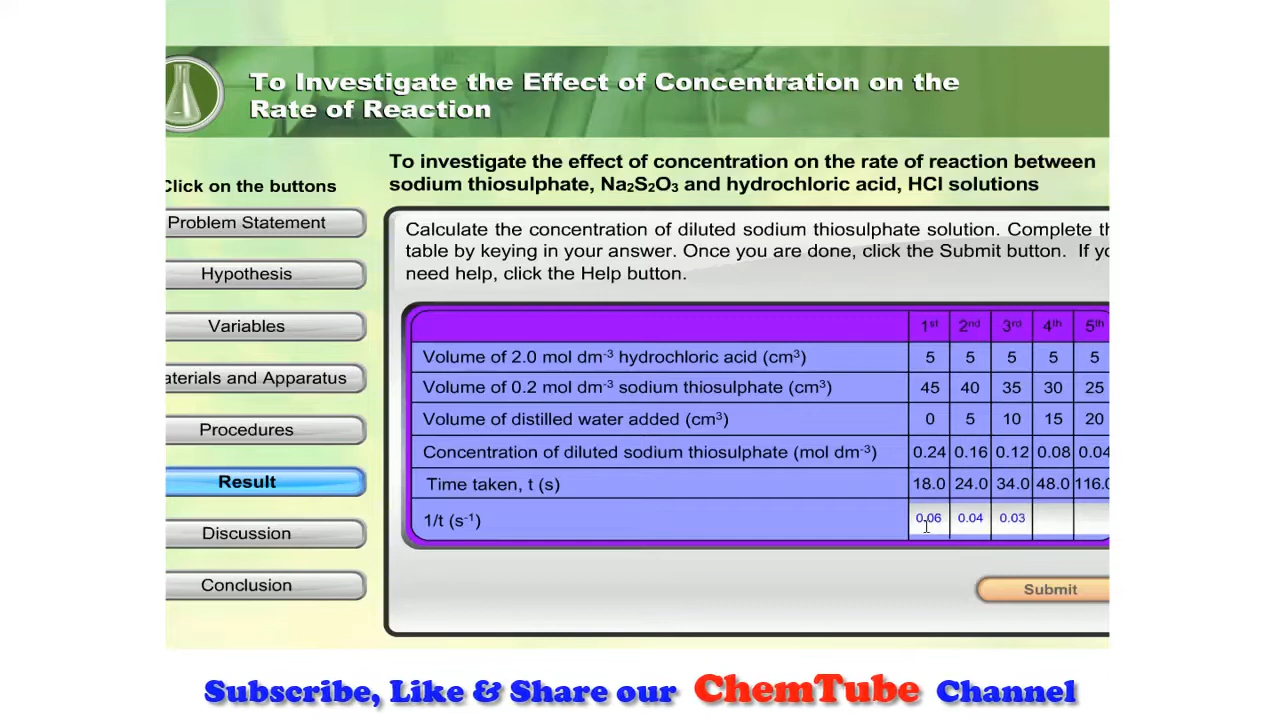 To Investigate the Effect of Concentration on the
Rate of Reaction
To investigate the effect of concentration on the rate of reaction between
sodium thiosulphate, Na₂S₂O₃ and hydrochloric acid, HCl solutions
Click on the buttons
Problem Statement
Hypothesis
Variables
aterials and Apparatus
Procedures
Result
Discussion
Conclusion
Calculate the concentration of diluted sodium thiosulphate solution. Complete th
table by keying in your answer. Once you are done, click the Submit button. If yo
need help, click the Help button.
1st 2nd 3rd 4th 5th
Volume of 2.0 mol dm⁻³ hydrochloric acid (cm³) 5 5 5 5 5
Volume of 0.2 mol dm⁻³ sodium thiosulphate (cm³) 45 40 35 30 25
Volume of distilled water added (cm³) 0 5 10 15 20
Concentration of diluted sodium thiosulphate (mol dm⁻³) 0.24 0.16 0.12 0.08 0.04
Time taken, t (s) 18.0 24.0 34.0 48.0 116.0
1/t (s⁻¹) 0.06 0.04 0.03
Submit
Subscribe, Like & Share our ChemTube Channel